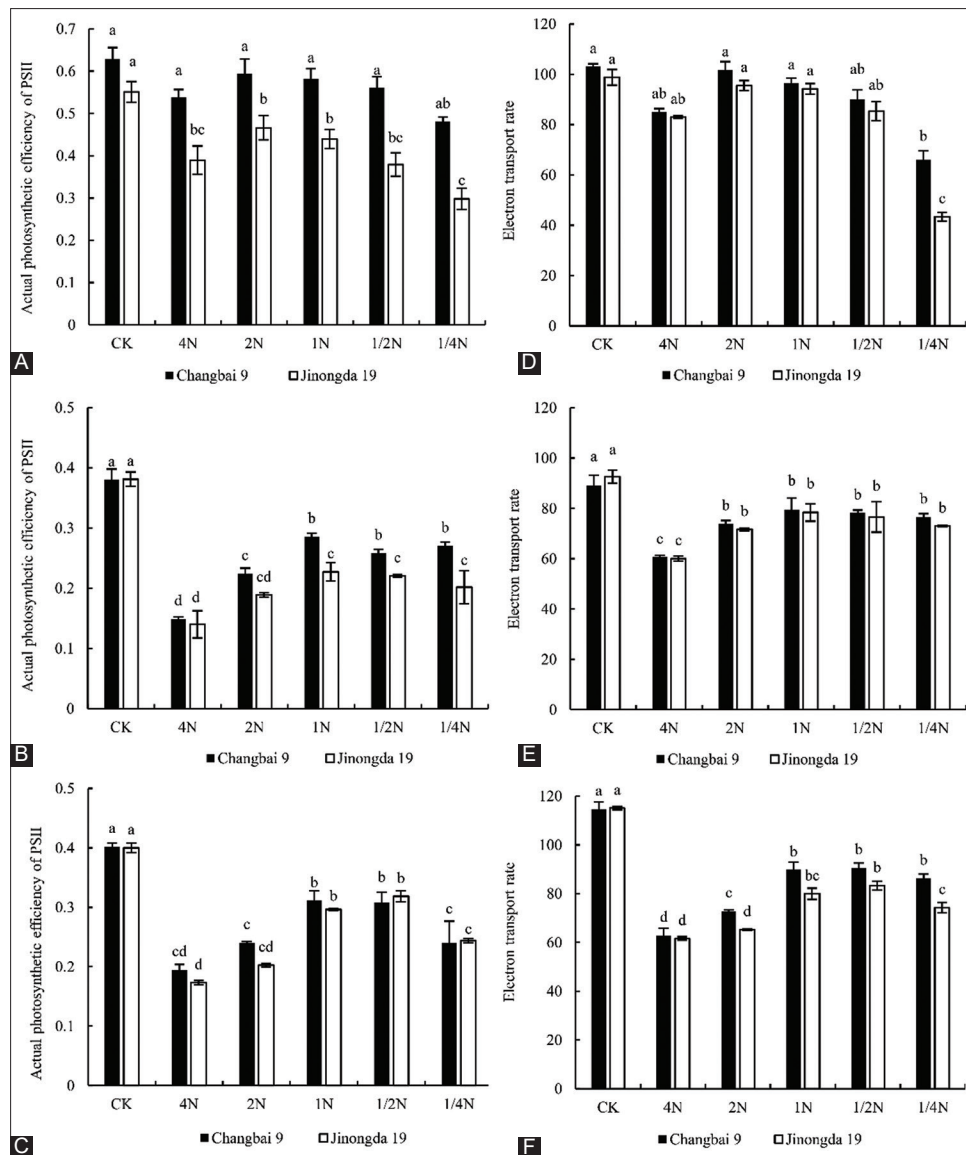 Actual photosynthetic efficiency of PSII
0.7
0.6
0.5
0.4
0.3
0.2
0.1
0
a a a bc a b a b a bc ab c
CK 4N 2N 1N 1/2N 1/4N
A
Changbai 9 Jinongda 19
Electron transport rate
120
100
80
60
40
20
0
a a ab ab a a a a ab ab b c
CK 4N 2N 1N 1/2N 1/4N
D
Changbai 9 Jinongda 19
Actual photosynthetic efficiency of PSII
0.5
0.4
0.3
0.2
0.1
0
a a d d c cd b c b c b c
CK 4N 2N 1N 1/2N 1/4N
B
Changbai 9 Jinongda 19
Electron transport rate
120
100
80
60
40
20
0
a a c c b b b b b b b b
CK 4N 2N 1N 1/2N 1/4N
E
Changbai 9 Jinongda 19
Actual photosynthetic efficiency of PSII
0.5
0.4
0.3
0.2
0.1
0
a a cd d c cd b b b b c c
CK 4N 2N 1N 1/2N 1/4N
C
Changbai 9 Jinongda 19
Electron transport rate
120
100
80
60
40
20
0
a a d d c d b bc b b b c
CK 4N 2N 1N 1/2N 1/4N
F
Changbai 9 Jinongda 19